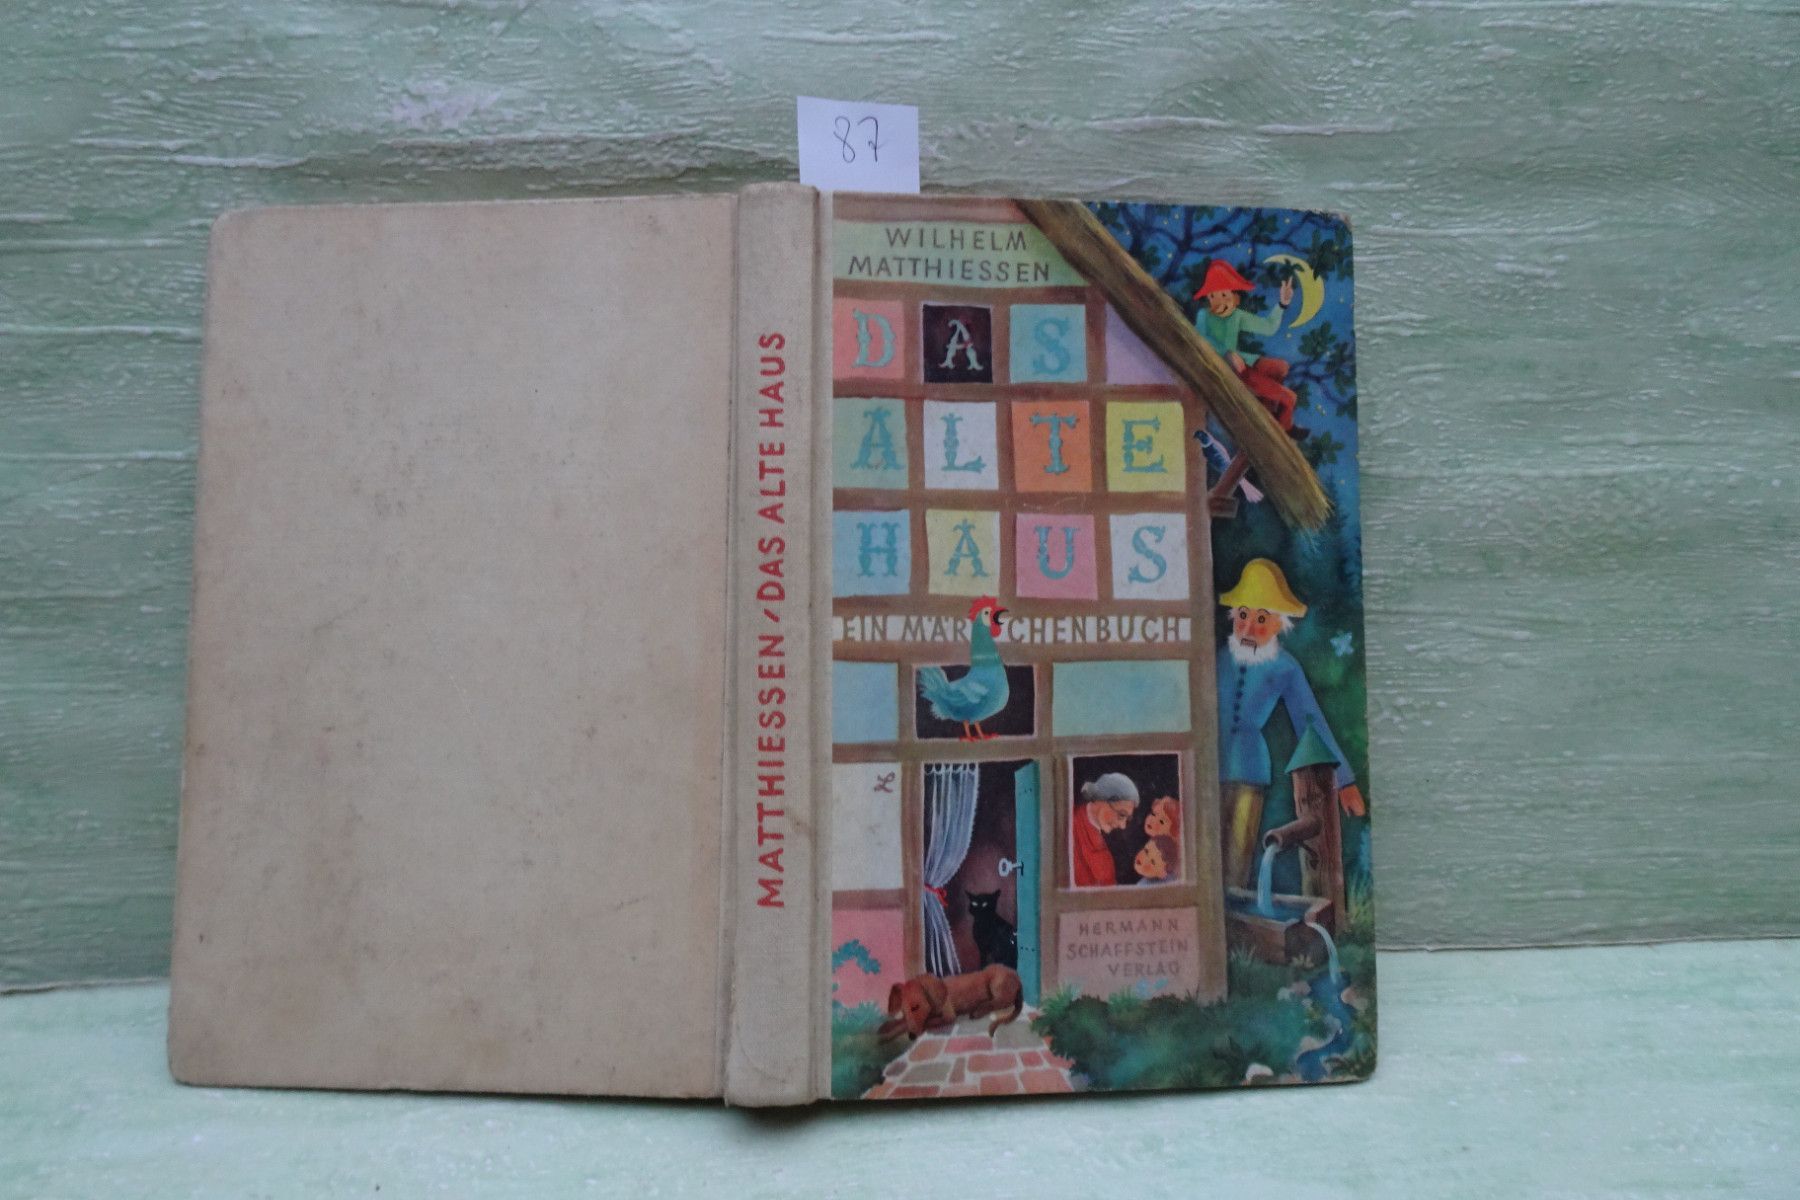 87
MATTHIESSEN / DAS ALTE HAUS
WILHELM
MATTHIESSEN
DAS
ALTE
HAUS
EIN MÄRCHENBUCH
HERMANN
SCHAFFSTEIN
VERLAG